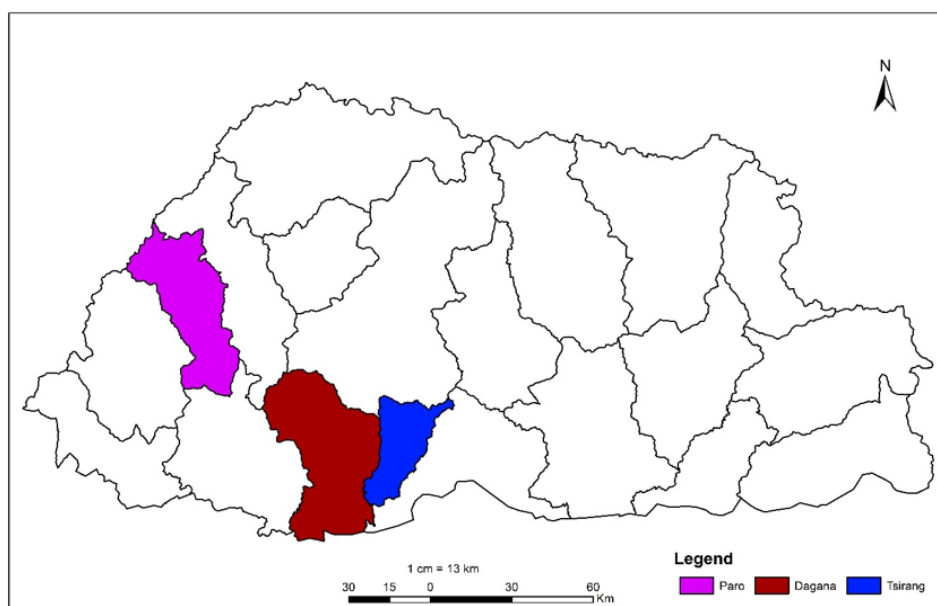 N
1 cm = 13 km
30 15 0 30 60
Km
Legend
Paro Dagana Tsirang